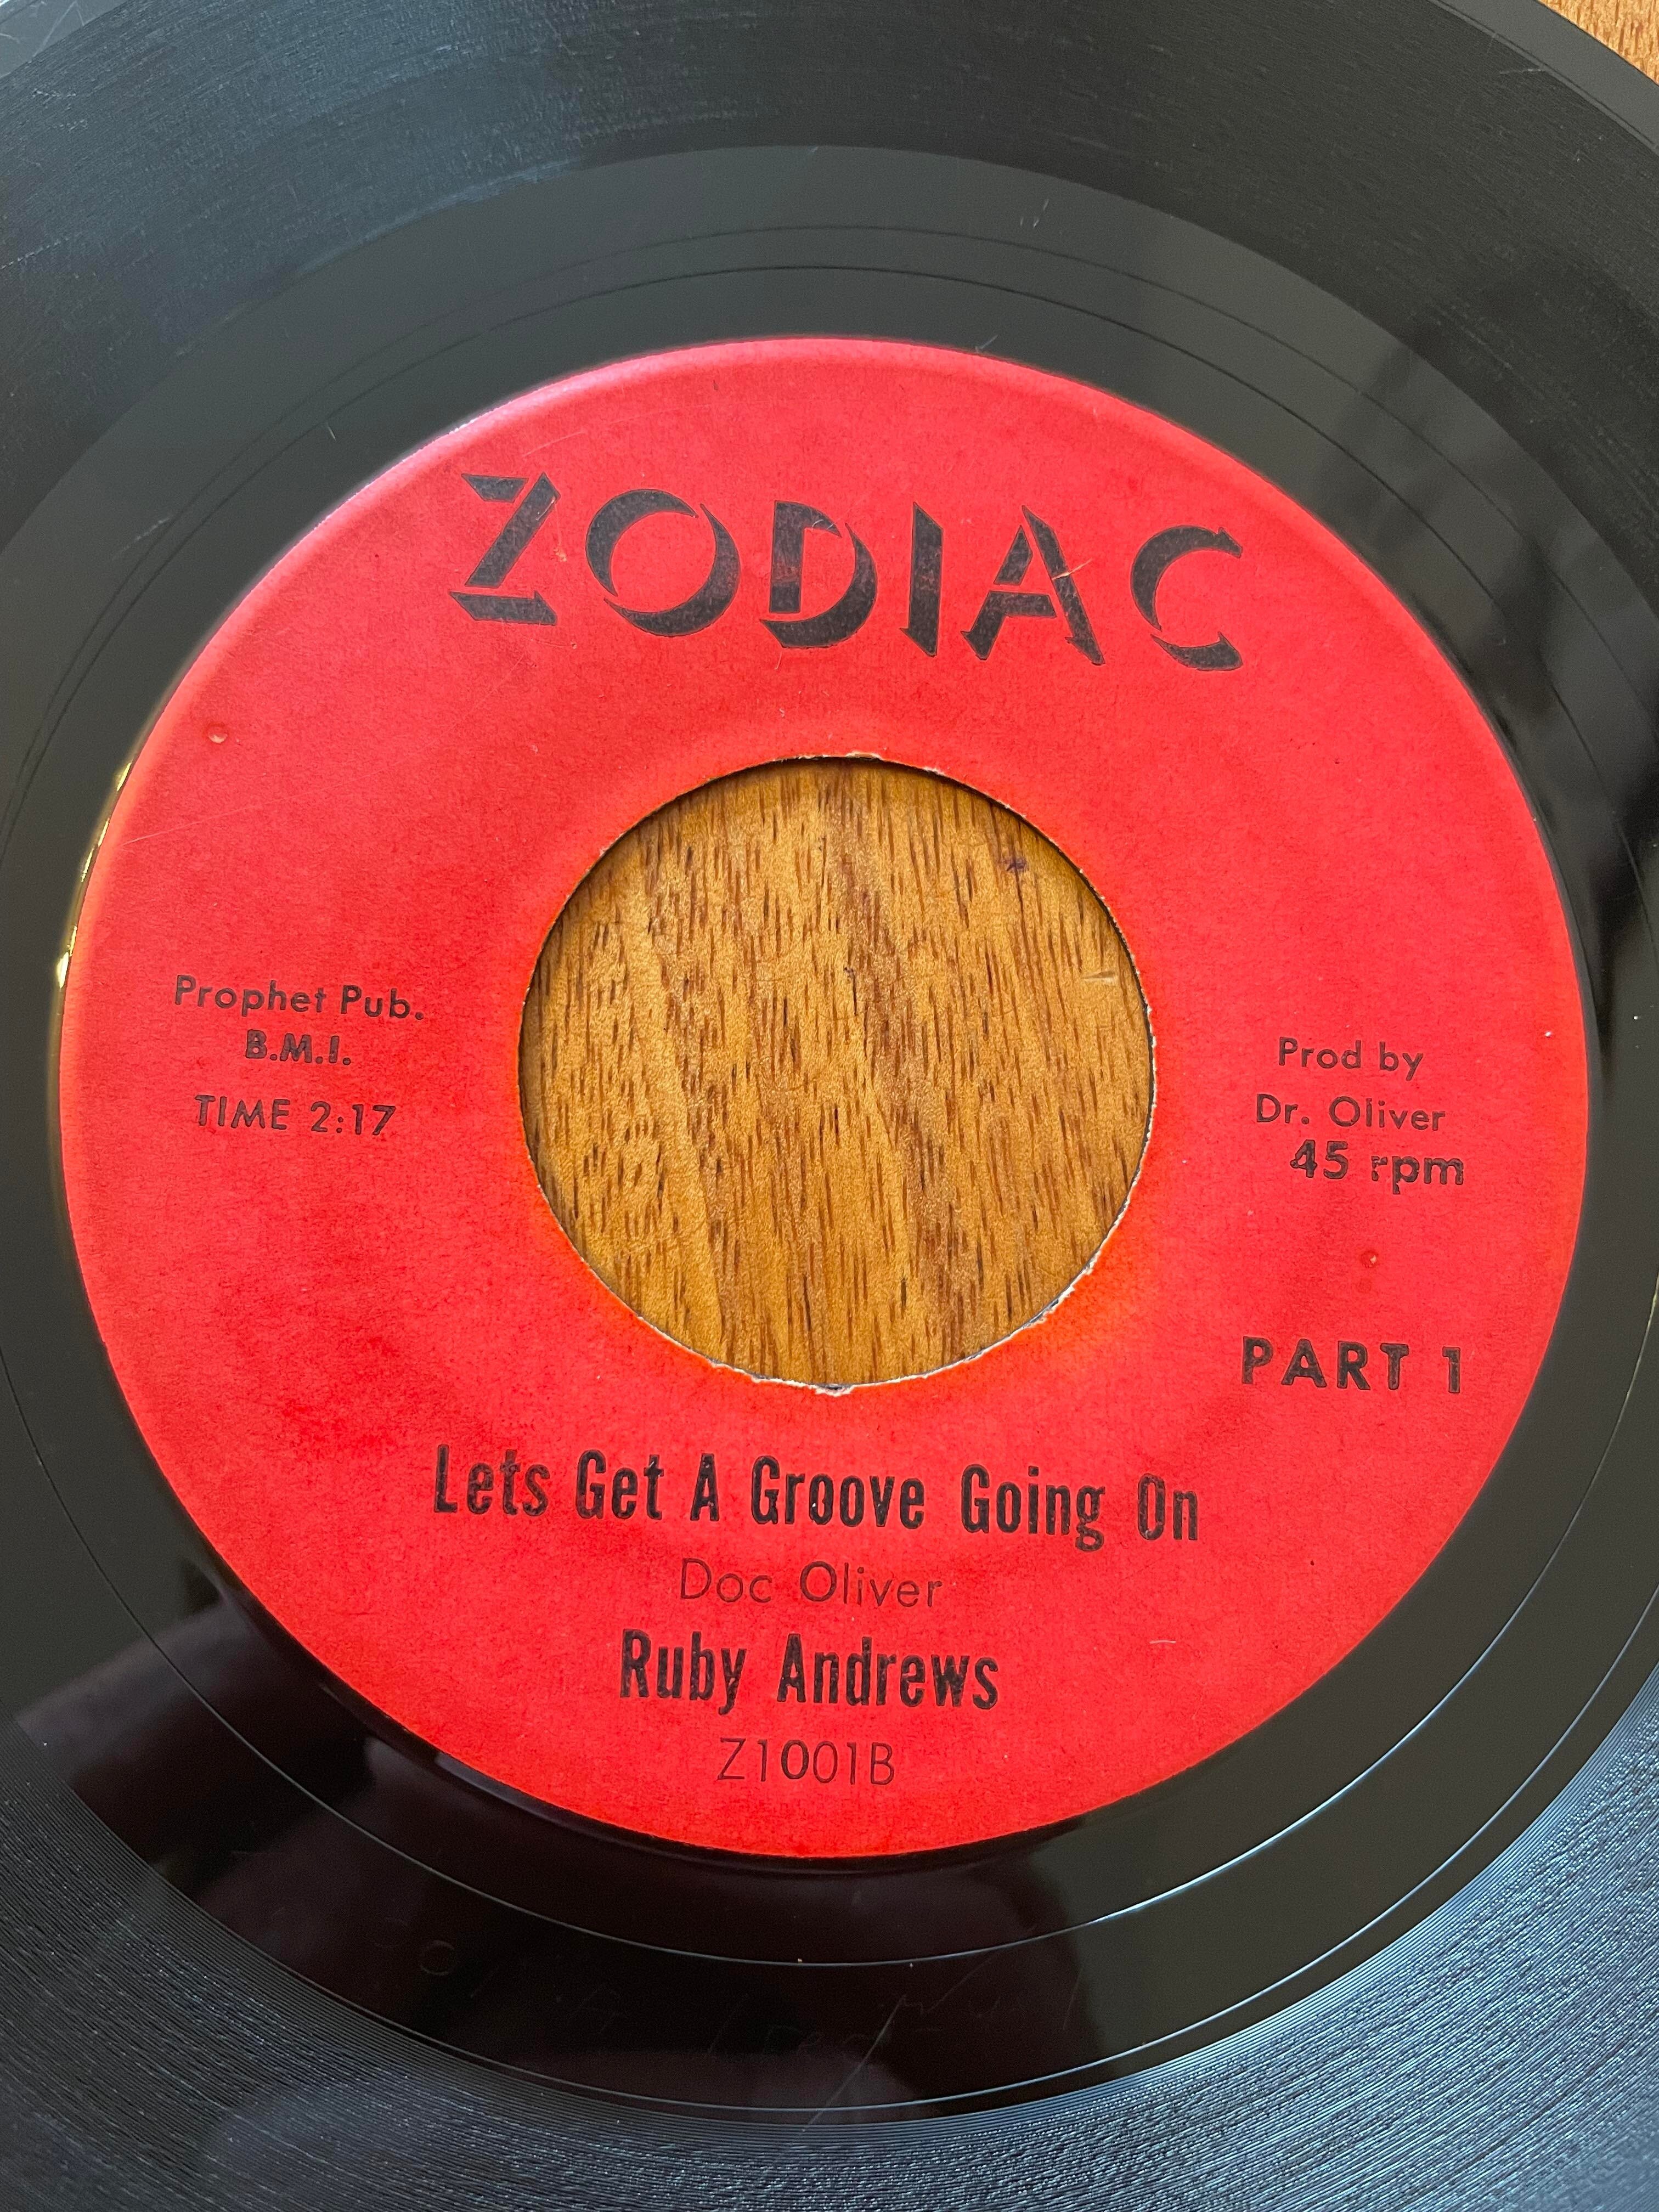 ZODIAC
Prophet Pub.
B.M.I.
TIME 2:17
Prod by
Dr. Oliver
45 rpm
PART 1
Lets Get A Groove Going On
Doc Oliver
Ruby Andrews
Z1001B